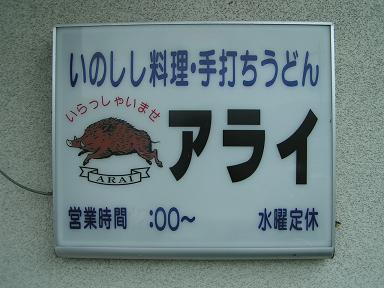 いのしし料理・手打ちうどん
いらっしゃいませ
アライ
ARAI
営業時間 :00～ 水曜定休